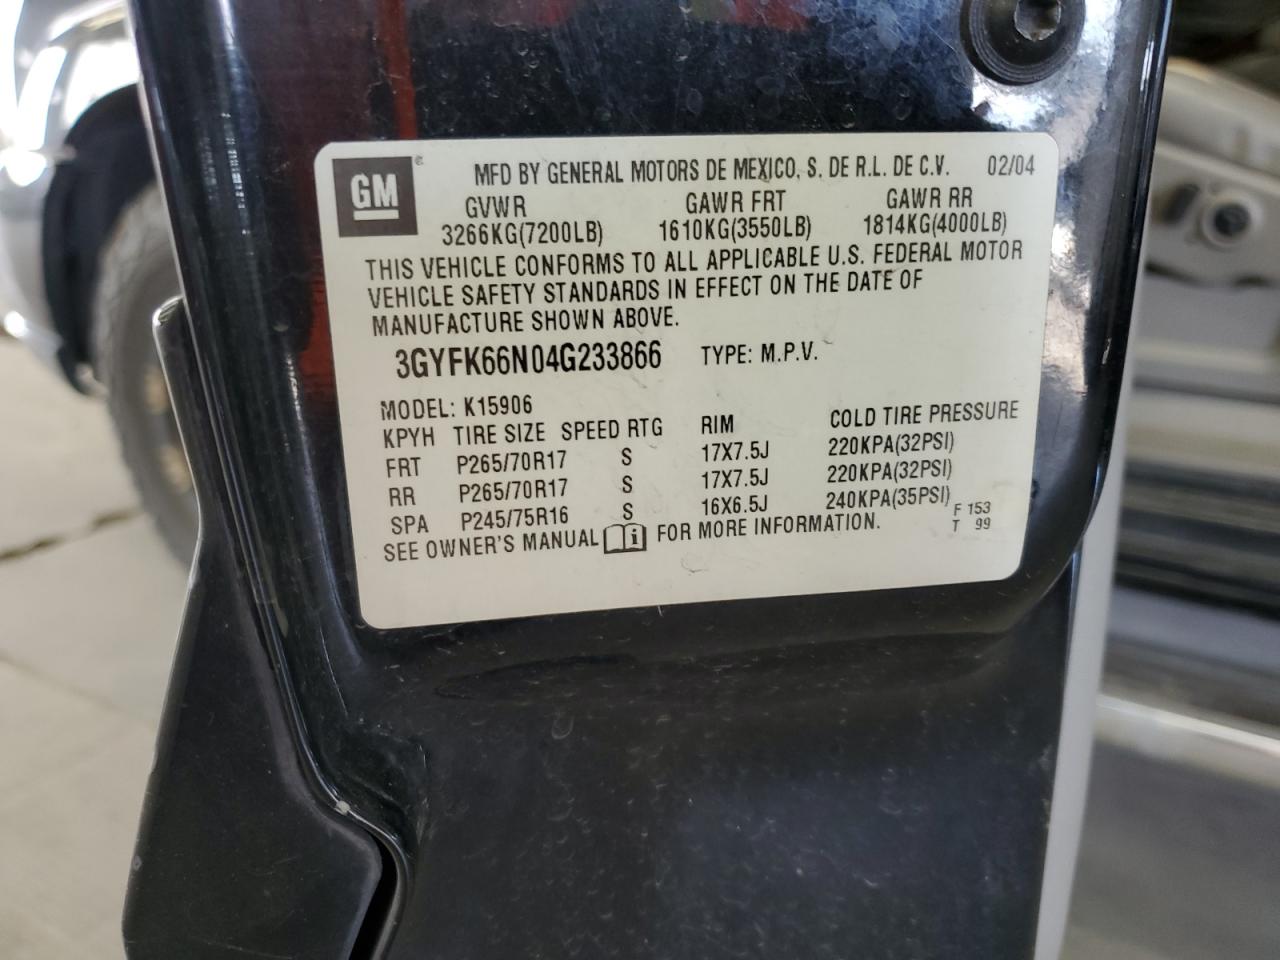 GM ® MFD BY GENERAL MOTORS DE MEXICO, S. DE R.L. DE C.V. 02/04
GVWR GAWR FRT GAWR RR
3266KG(7200LB) 1610KG(3550LB) 1814KG(4000LB)
THIS VEHICLE CONFORMS TO ALL APPLICABLE U.S. FEDERAL MOTOR
VEHICLE SAFETY STANDARDS IN EFFECT ON THE DATE OF
MANUFACTURE SHOWN ABOVE.
3GYFK66N04G233866 TYPE: M.P.V.
MODEL: K15906
KPYH TIRE SIZE SPEED RTG RIM COLD TIRE PRESSURE
FRT P265/70R17 S 17X7.5J 220KPA(32PSI)
RR P265/70R17 S 17X7.5J 220KPA(32PSI)
SPA P245/75R16 S 16X6.5J 240KPA(35PSI) F 153
SEE OWNER'S MANUAL FOR MORE INFORMATION. T 99